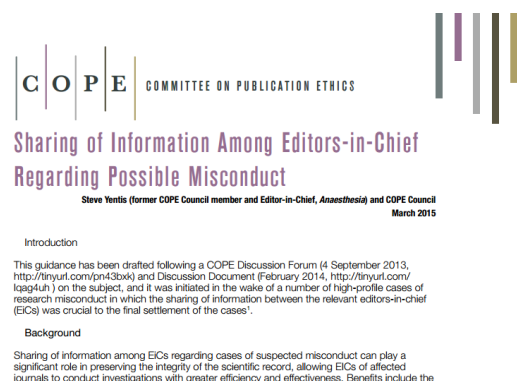 COPE COMMITTEE ON PUBLICATION ETHICS
Sharing of Information Among Editors-in-Chief
Regarding Possible Misconduct
Steve Yentis (former COPE Council member and Editor-in-Chief, Anaesthesia) and COPE Council
March 2015
Introduction
This guidance has been drafted following a COPE Discussion Forum (4 September 2013,
http://tinyurl.com/pn43bxk) and Discussion Document (February 2014, http://tinyurl.com/
lqag4uh ) on the subject, and it was initiated in the wake of a number of high-profile cases of
research misconduct in which the sharing of information between the relevant editors-in-chief
(EiCs) was crucial to the final settlement of the cases¹.
Background
Sharing of information among EiCs regarding cases of suspected misconduct can play a
significant role in preserving the integrity of the scientific record, allowing EICs of affected
journals to conduct investigations with greater efficiency and effectiveness. Benefits include the